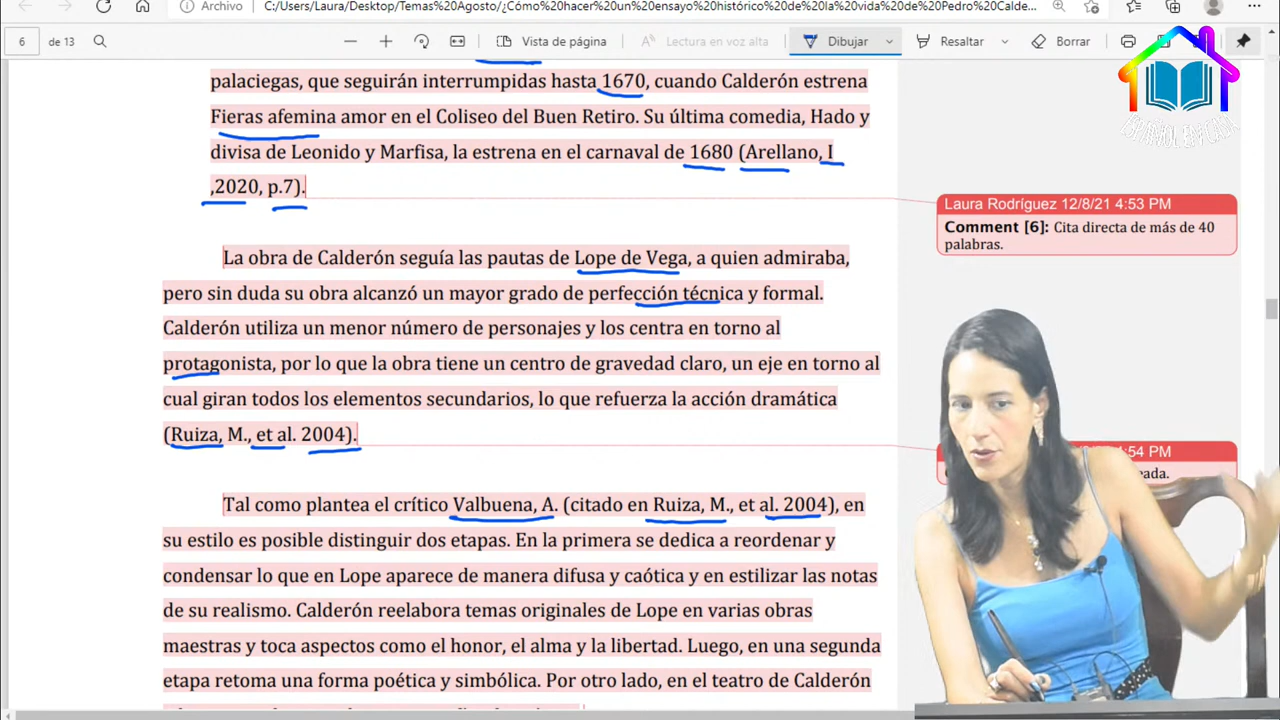 Archivo
C:/Users/Laura/Desktop/Temas%20Agosto/¿Cómo%20hacer%20un%20ensayo%20histórico%20de%20la%20vida%20de%20Pedro%20Calde...
6 de 13
Vista de página
Lectura en voz alta
Dibujar
Resaltar
Borrar
palaciegas, que seguirán interrumpidas hasta 1670, cuando Calderón estrena
Fieras afemina amor en el Coliseo del Buen Retiro. Su última comedia, Hado y
divisa de Leonido y Marfisa, la estrena en el carnaval de 1680 (Arellano, I
,2020, p.7).
Laura Rodríguez 12/8/21 4:53 PM
Comment [6]: Cita directa de más de 40
palabras.
La obra de Calderón seguía las pautas de Lope de Vega, a quien admiraba,
pero sin duda su obra alcanzó un mayor grado de perfección técnica y formal.
Calderón utiliza un menor número de personajes y los centra en torno al
protagonista, por lo que la obra tiene un centro de gravedad claro, un eje en torno al
cual giran todos los elementos secundarios, lo que refuerza la acción dramática
(Ruiza, M., et al. 2004).
:54 PM
Tal como plantea el crítico Valbuena, A. (citado en Ruiza, M., et al. 2004), en
su estilo es posible distinguir dos etapas. En la primera se dedica a reordenar y
condensar lo que en Lope aparece de manera difusa y caótica y en estilizar las notas
de su realismo. Calderón reelabora temas originales de Lope en varias obras
maestras y toca aspectos como el honor, el alma y la libertad. Luego, en una segunda
etapa retoma una forma poética y simbólica. Por otro lado, en el teatro de Calderón